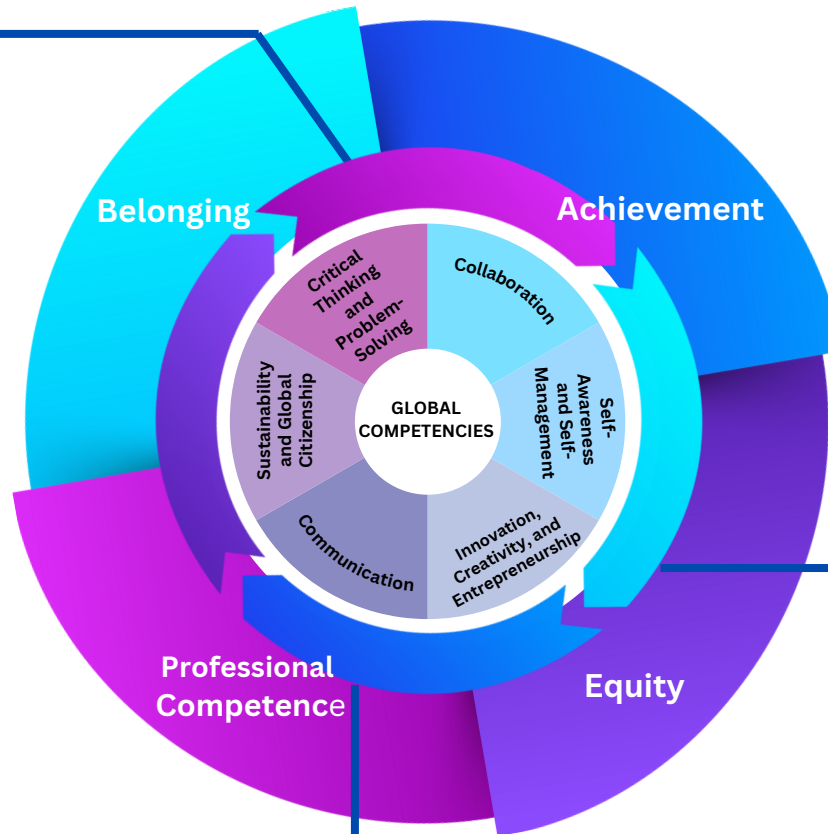 Belonging
Achievement
Critical
Thinking
and
Problem-
Solving
Collaboration
Sustainability
and Global
Citizenship
GLOBAL
COMPETENCIES
Self-
Awareness
and Self-
Management
Communication
Innovation,
Creativity, and
Entrepreneurship
Professional
Competence
Equity